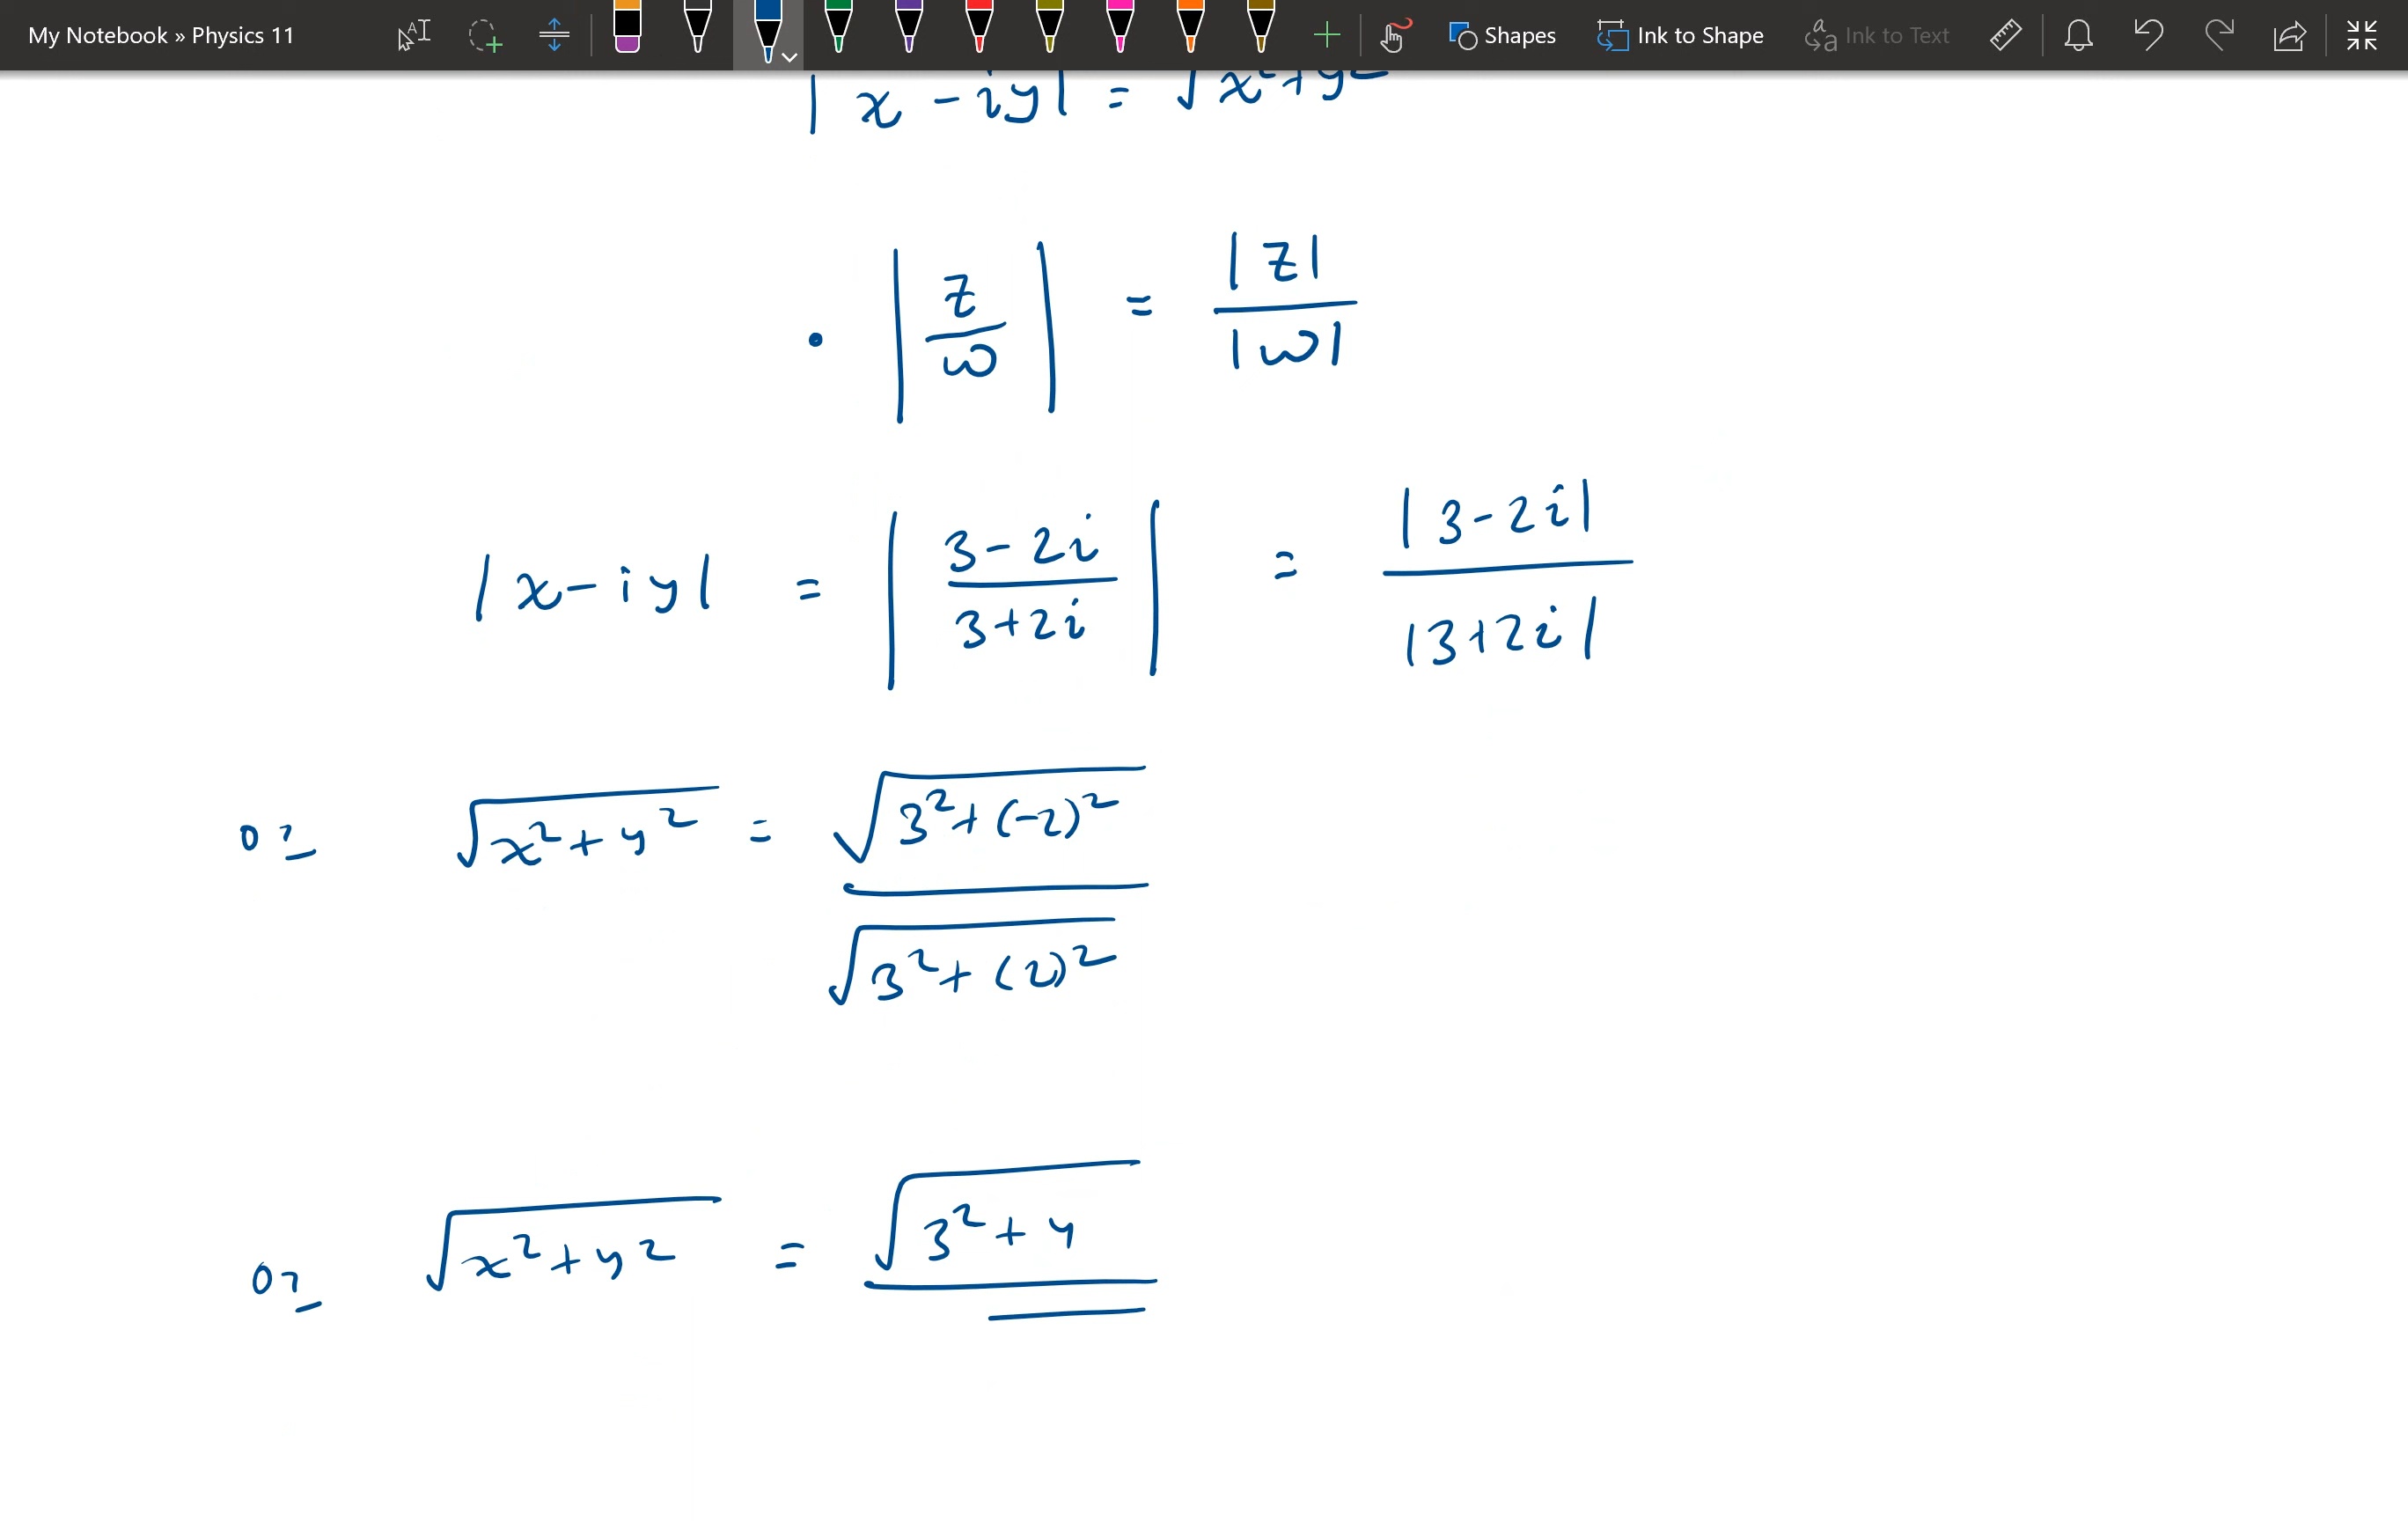 My Notebook » Physics 11 Shapes Ink to Shape Ink to Text
|x - iy| = √x²+y²
• |z/w| = |z|/|w|
|x - iy| = |(3 - 2i)/(3 + 2i)| = |3 - 2i|/|3 + 2i|
or √(x² + y²) = √(3² + (-2)²)/√(3² + (2)²)
or √(x² + y²) = √(3² + 4)